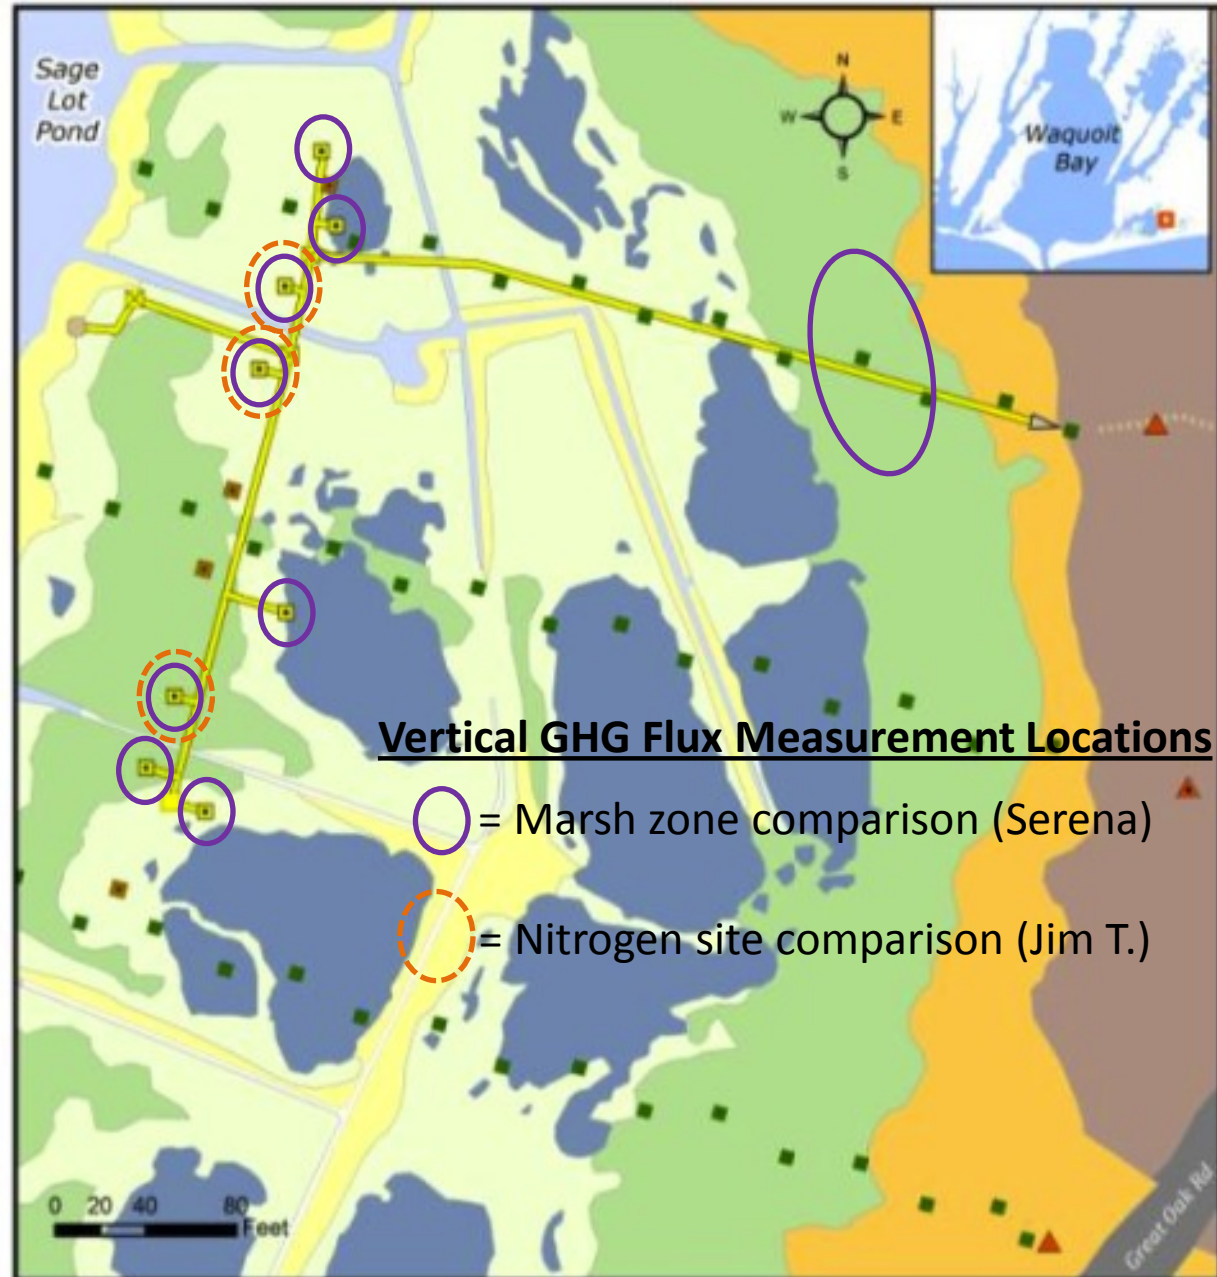 Sage
Lot
Pond
N
W
E
S
Waquoit
Bay
Vertical GHG Flux Measurement Locations
= Marsh zone comparison (Serena)
= Nitrogen site comparison (Jim T.)
0 20 40 80
Feet
Great Oak Rd